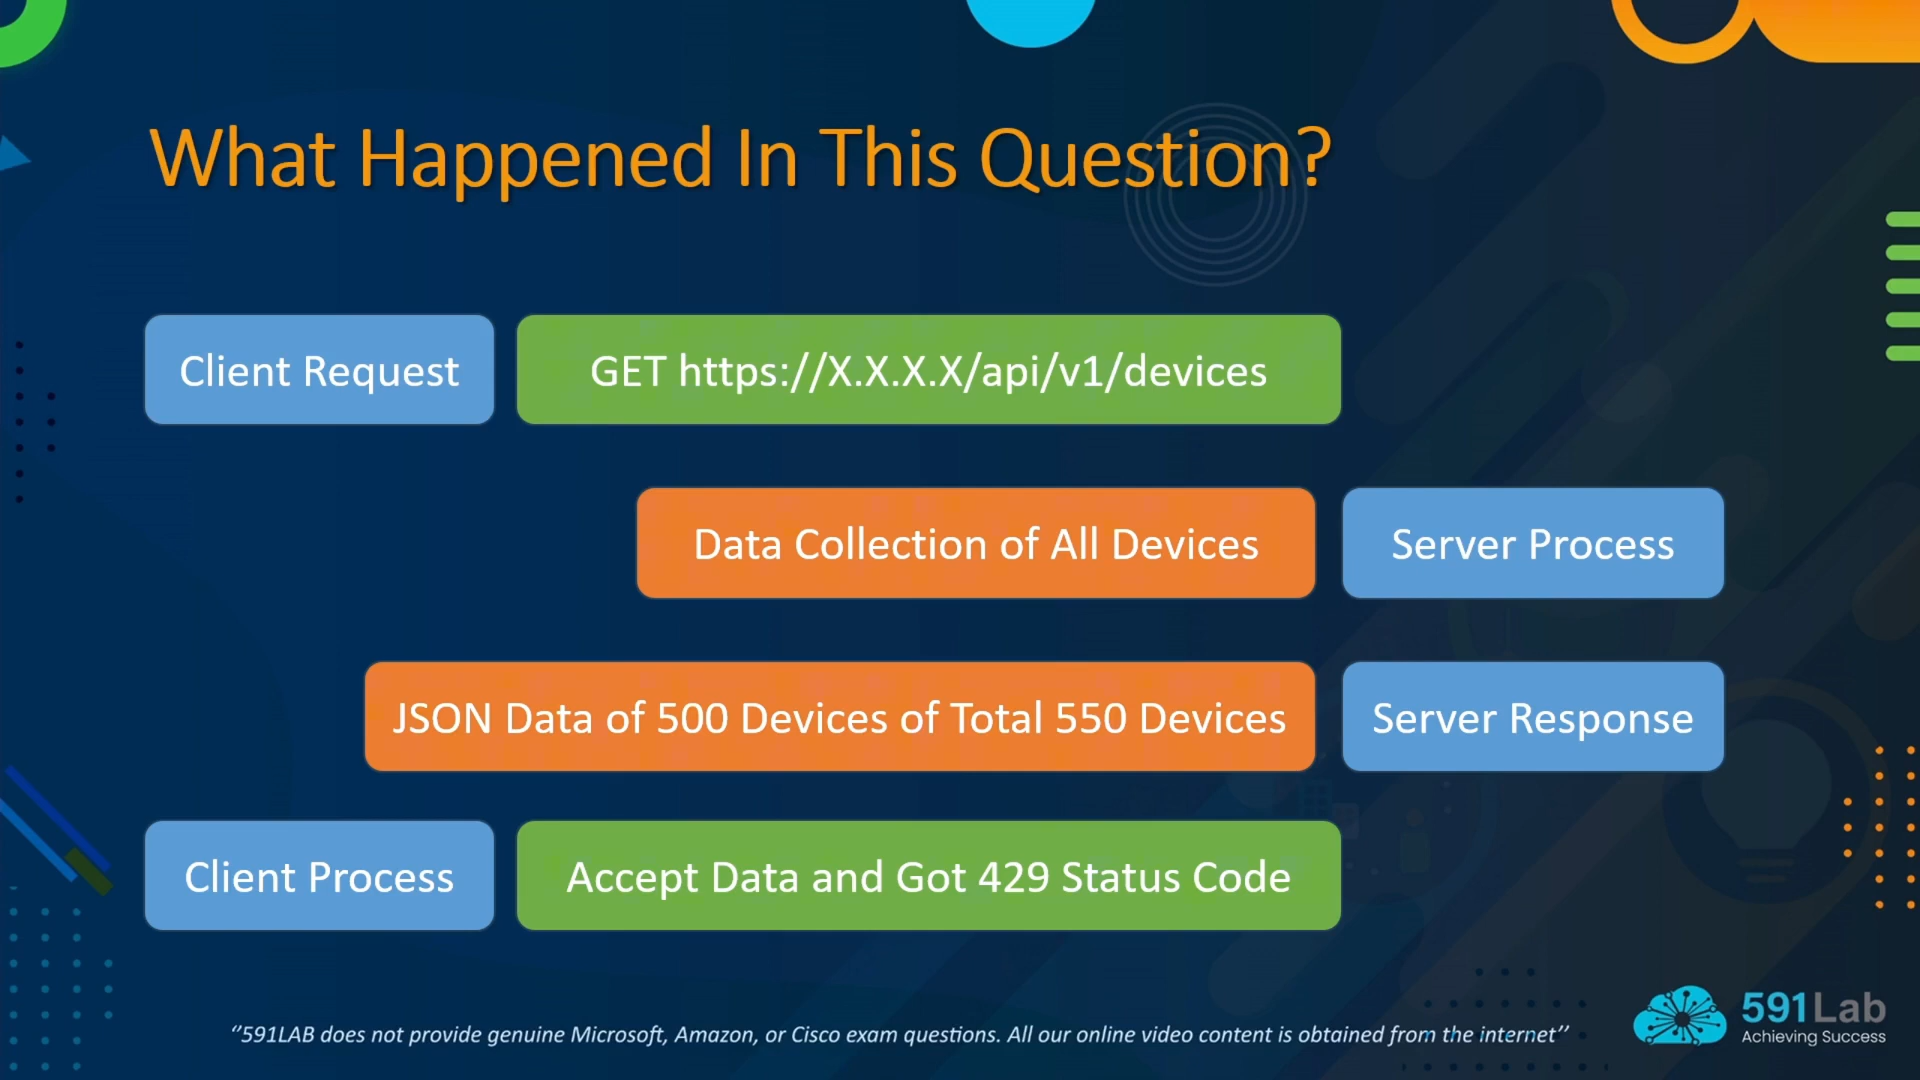 What Happened In This Question?
Client Request
GET https://X.X.X.X/api/v1/devices
Data Collection of All Devices
Server Process
JSON Data of 500 Devices of Total 550 Devices
Server Response
Client Process
Accept Data and Got 429 Status Code
‘‘591LAB does not provide genuine Microsoft, Amazon, or Cisco exam questions. All our online video content is obtained from the internet’’
591Lab
Achieving Success